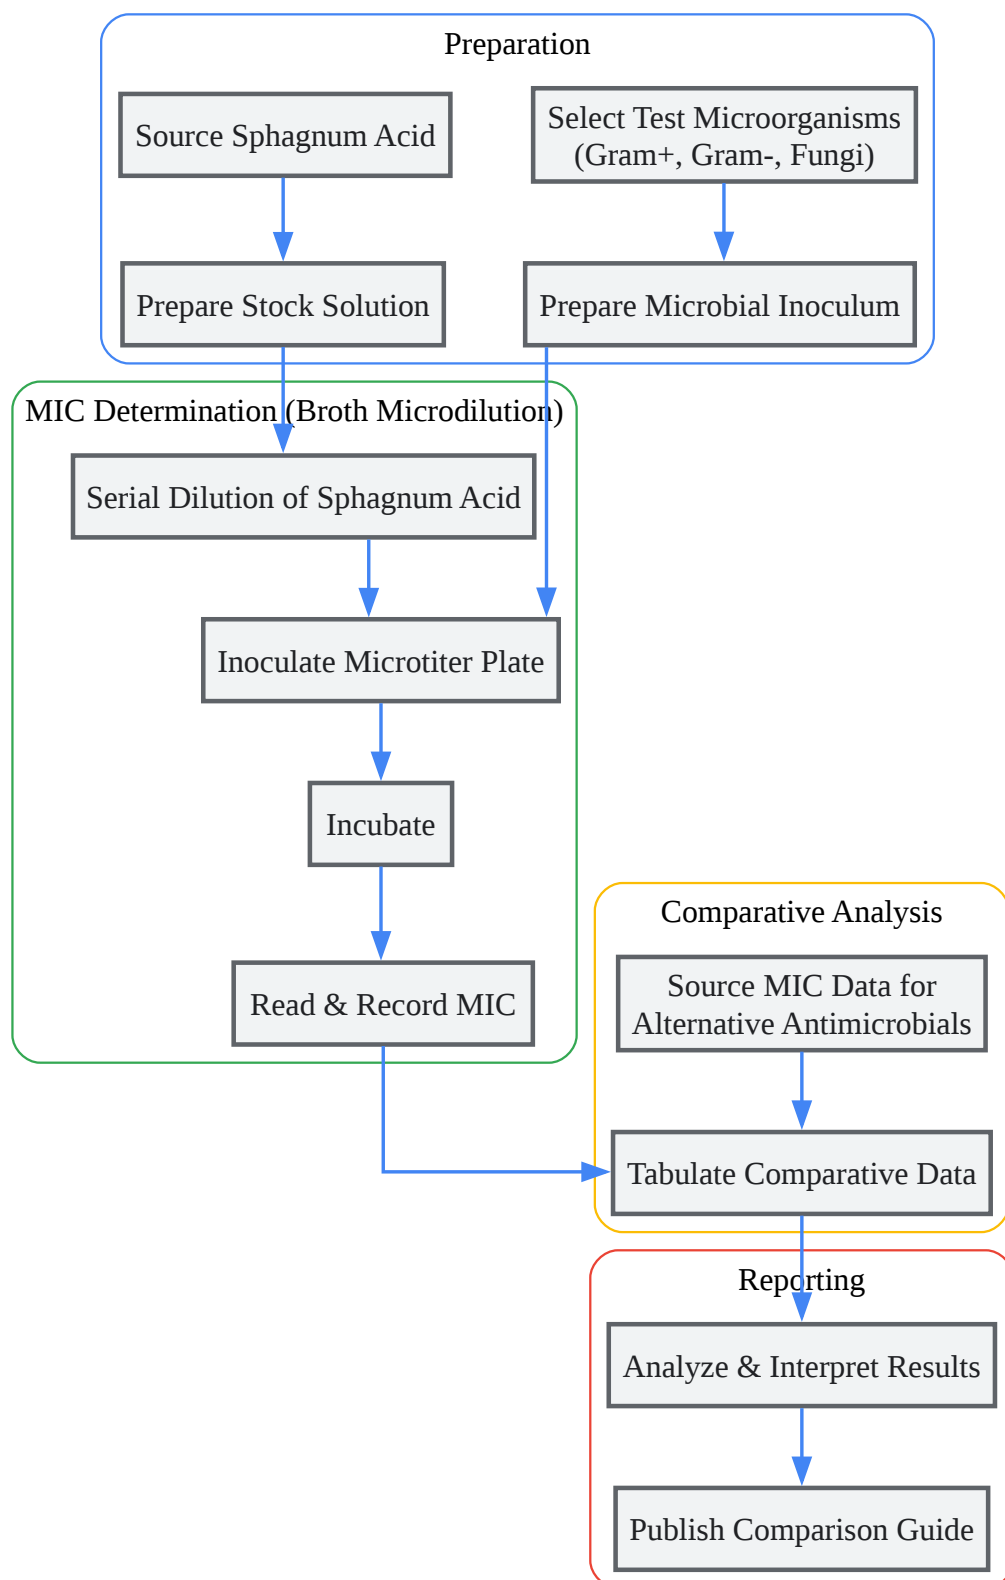 Preparation
Source Sphagnum Acid
Select Test Microorganisms
(Gram+, Gram-, Fungi)
Prepare Stock Solution
Prepare Microbial Inoculum
MIC Determination (Broth Microdilution)
Serial Dilution of Sphagnum Acid
Inoculate Microtiter Plate
Incubate
Read & Record MIC
Comparative Analysis
Source MIC Data for
Alternative Antimicrobials
Tabulate Comparative Data
Reporting
Analyze & Interpret Results
Publish Comparison Guide